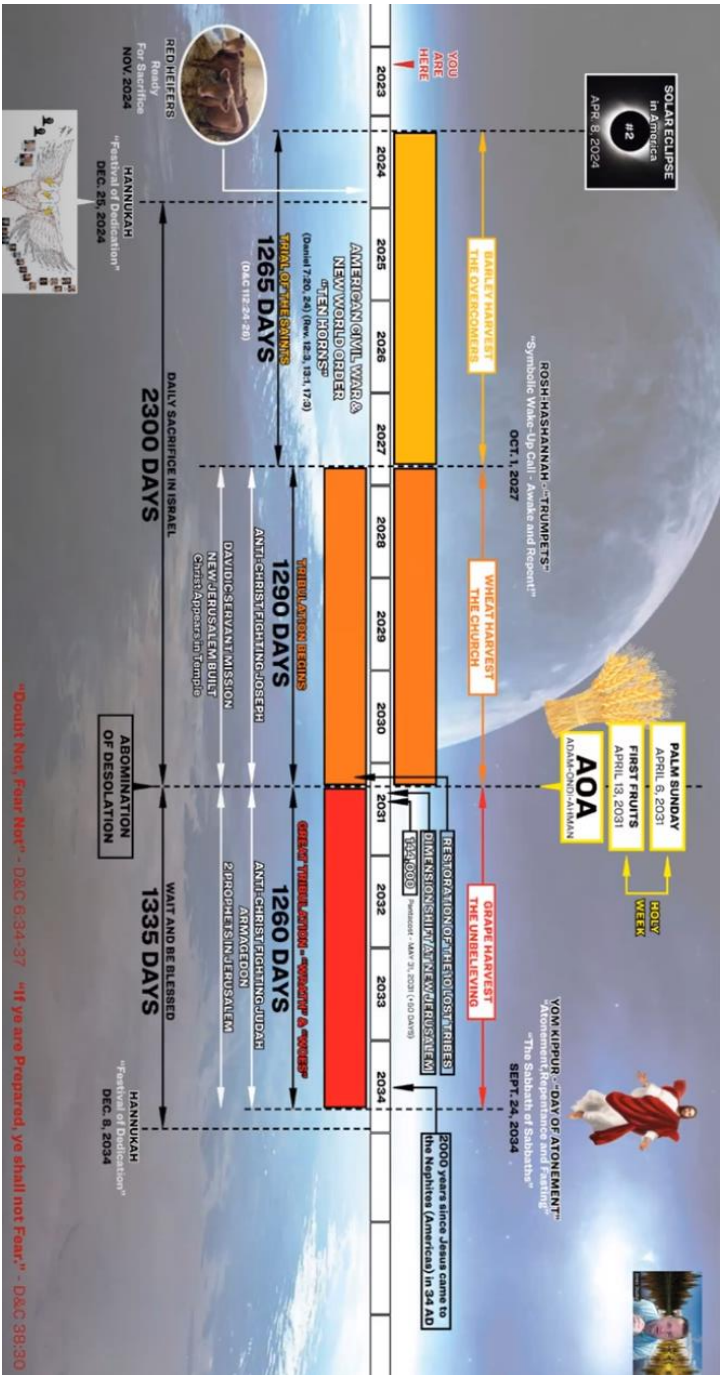 SOLAR ECLIPSE
in America
#2
APR. 8, 2024
ROSH-HASHANNAH - "TRUMPETS"
"Symbolic Wake-Up Call - Awake and Repent!"
OCT. 1, 2027
PALM SUNDAY
APRIL 6, 2031
FIRST FRUITS
APRIL 13, 2031
HOLY
WEEK
AOA
ADAM-ONDI-AHMAN
YOM KIPPUR - "DAY OF ATONEMENT"
"Atonement, Repentance and Fasting"
"The Sabbath of Sabbaths"
SEPT. 24, 2034
BARLEY HARVEST
THE OVERCOMERS
WHEAT HARVEST
THE CHURCH
GRAPE HARVEST
THE UNBELIEVING
YOU
ARE
HERE
RESTORATION OF THE 10 LOST TRIBES
DIMENSION SHIFT AT NEW JERUSALEM
144,000
Pentacost - MAY 31, 2031 (+50 DAYS)
2000 years since Jesus came to
the Nephites (Americas) in 34 AD
2023
2024
2025
2026
2027
2028
2029
2030
2031
2032
2033
2034
AMERICAN CIVIL WAR &
NEW WORLD ORDER
"TEN HORNS"
(Daniel 7:20, 24) (Rev. 12:3, 13:1, 17:3)
TRIAL OF THE SAINTS
1265 DAYS
(D&C 112:24-26)
TRIBULATION BEGINS
1290 DAYS
ANTI-CHRIST FIGHTING JOSEPH
DAVIDIC SERVANT MISSION
NEW JERUSALEM BUILT
Christ Appears in Temple
GREAT TRIBULATION - "WRATH" & "WOES"
1260 DAYS
ANTI-CHRIST FIGHTING JUDAH
ARMAGEDON
2 PROPHETS IN JERUSALEM
RED HEIFERS
Ready
For Sacrifice
NOV. 2024
HANNUKAH
"Festival of Dedication"
DEC. 25, 2024
DAILY SACRIFICE IN ISRAEL
2300 DAYS
ABOMINATION
OF DESOLATION
WAIT AND BE BLESSED
1335 DAYS
HANNUKAH
"Festival of Dedication"
DEC. 8, 2034
"Doubt Not, Fear Not" - D&C 6:34-37 "If ye are Prepared, ye shall not Fear." - D&C 38:30